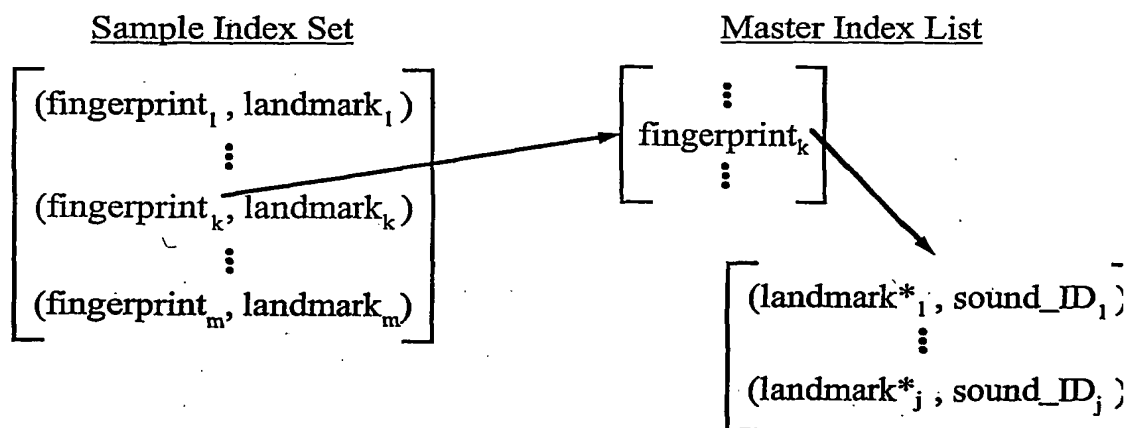 Sample Index Set
(fingerprint₁ , landmark₁)
⋮
(fingerprintₖ, landmarkₖ)
⋮
(fingerprintₘ, landmarkₘ)
Master Index List
⋮
fingerprintₖ
⋮
(landmark*₁ , sound_ID₁)
⋮
(landmark*ⱼ , sound_IDⱼ)